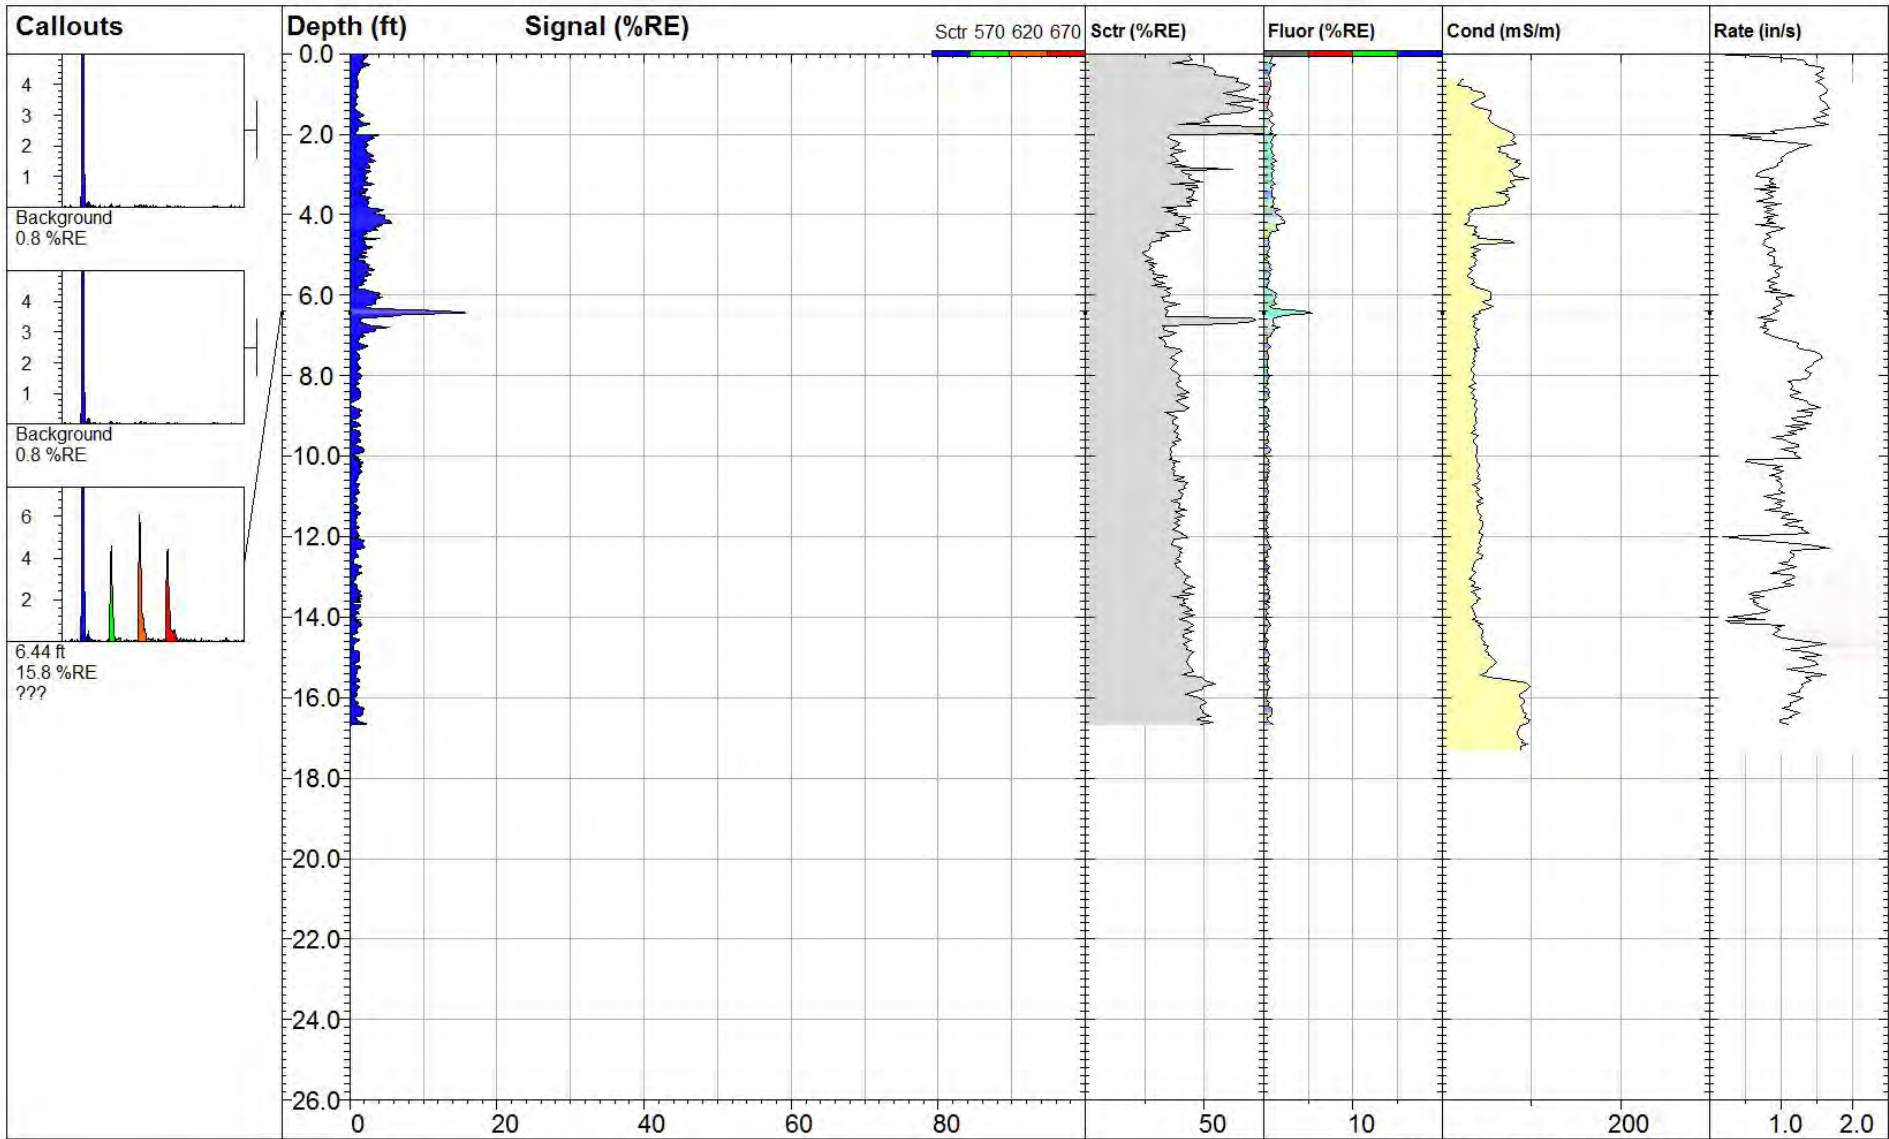 Callouts
Depth (ft)
Signal (%RE)
Sctr 570 620 670
Sctr (%RE)
Fluor (%RE)
Cond (mS/m)
Rate (in/s)
4
3
2
1
Background
0.8 %RE
4
3
2
1
Background
0.8 %RE
6
4
2
6.44 ft
15.8 %RE
???
0.0
2.0
4.0
6.0
8.0
10.0
12.0
14.0
16.0
18.0
20.0
22.0
24.0
26.0
0 20 40 60 80
50
10
200
1.0 2.0